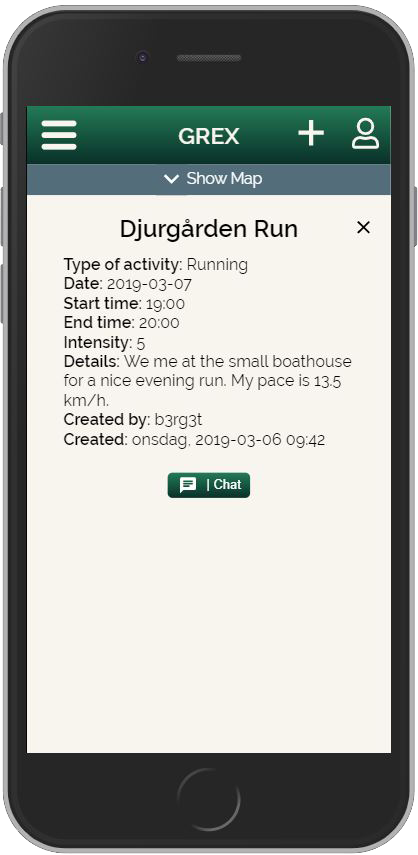 GREX
Show Map
Djurgården Run
Type of activity: Running
Date: 2019-03-07
Start time: 19:00
End time: 20:00
Intensity: 5
Details: We me at the small boathouse
for a nice evening run. My pace is 13.5
km/h.
Created by: b3rg3t
Created: onsdag, 2019-03-06 09:42
| Chat